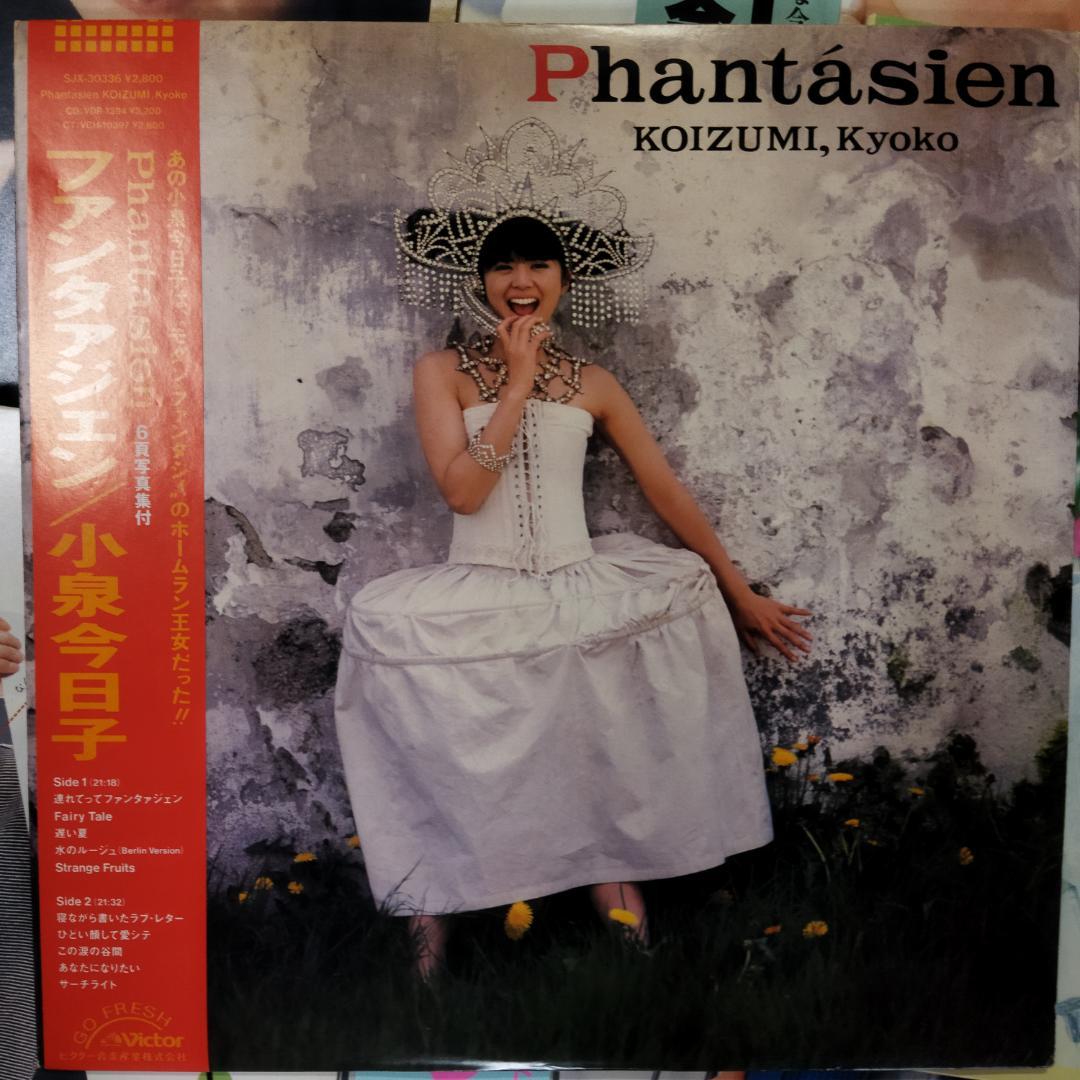 Phantásien
KOIZUMI, Kyoko
SJX-30336 ¥2,800
Phantasien KOIZUMI, Kyoko
CD:VDR-1394 ¥3,200
CT:VCH-10397 ¥2,800
あの小泉今日子は、モダン・ファンタジィのホームラン王女だった!!
Phantasien
6頁写真集付
ファンタァジェン/小泉今日子
Side 1 (21:18)
連れてってファンタァジェン
Fairy Tale
遅い夏
水のルージュ(Berlin Version)
Strange Fruits
Side 2 (21:32)
寝ながら書いたラブ・レター
ひとい顔して愛シテ
この涙の谷間
あなたになりたい
サーチライト
GO FRESH
Victor
ビクター音楽産業株式会社